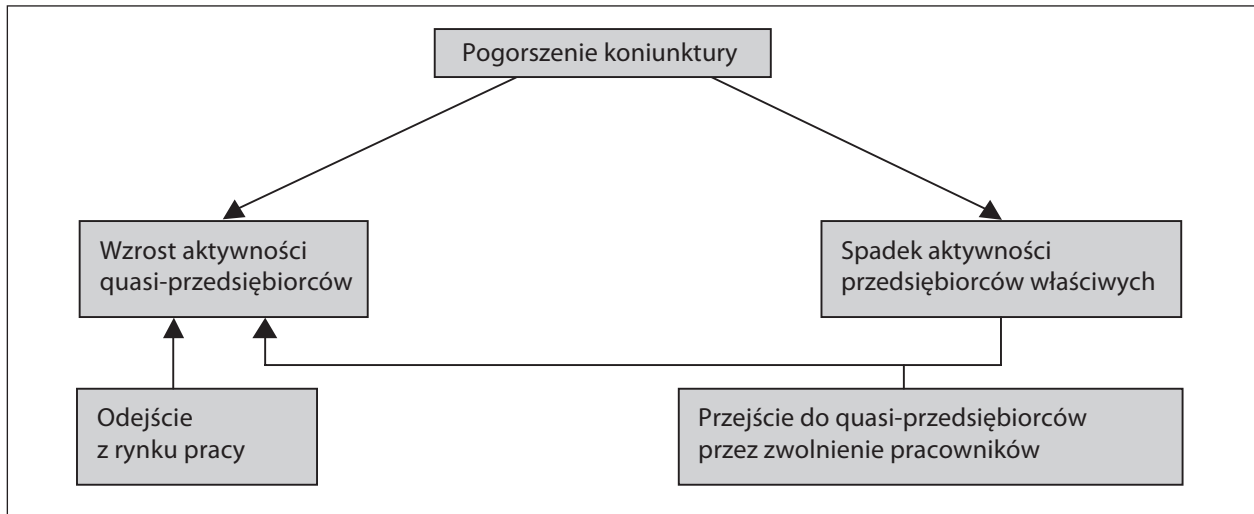 Pogorszenie koniunktury
Wzrost aktywności
quasi-przedsiębiorców
Spadek aktywności
przedsiębiorców właściwych
Odejście
z rynku pracy
Przejście do quasi-przedsiębiorców
przez zwolnienie pracowników